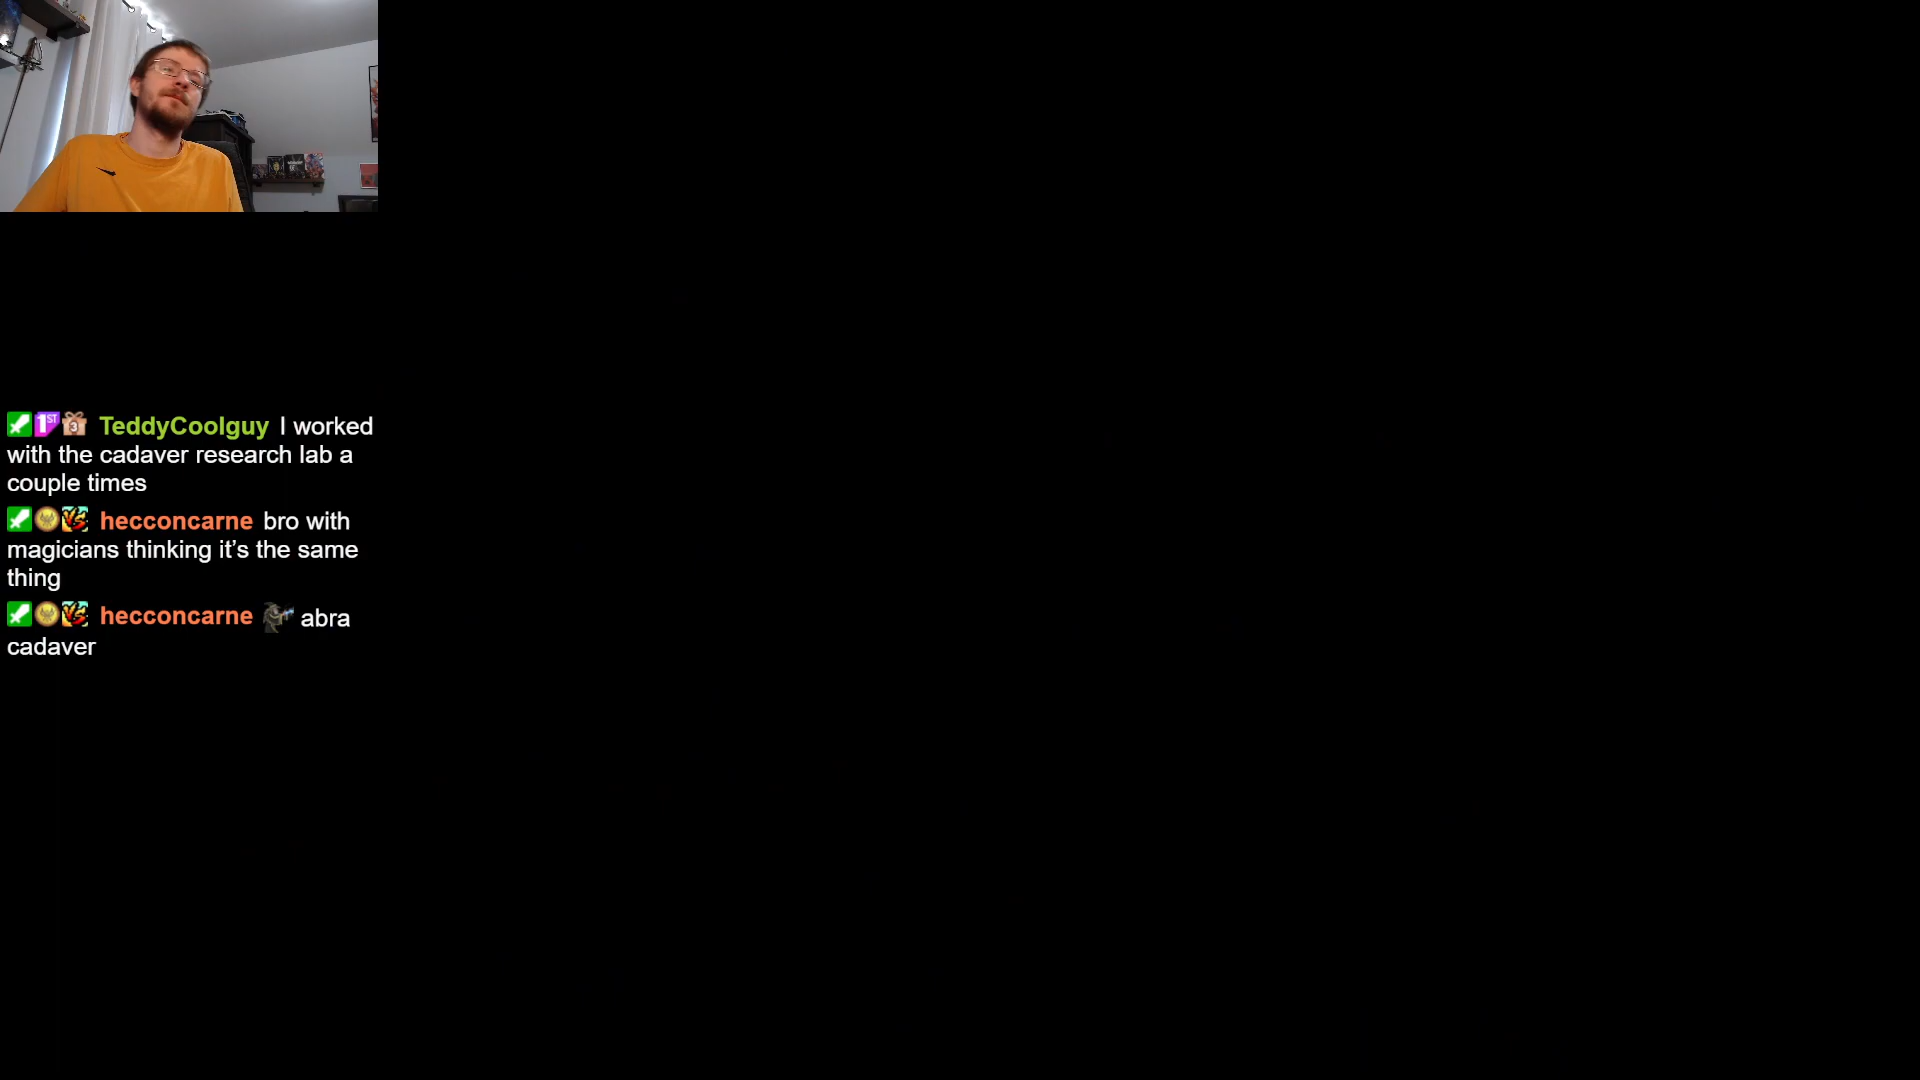 TeddyCoolguy I worked
with the cadaver research lab a
couple times
hecconcarne bro with
magicians thinking it’s the same
thing
hecconcarne abra
cadaver